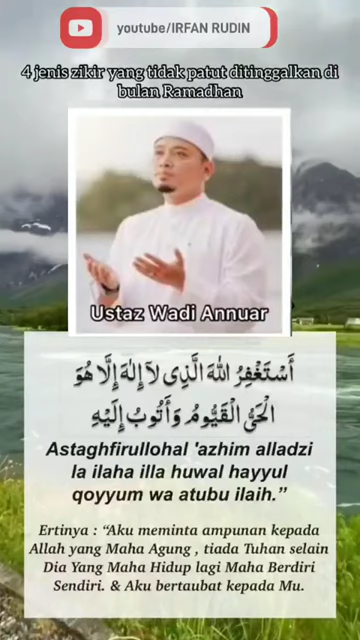 youtube/IRFAN RUDIN
4 jenis zikir yang tidak patut ditinggalkan di
bulan Ramadhan
Ustaz Wadi Annuar
أَسْتَغْفِرُ اللهَ الَّذِى لَآ إِلٰهَ إِلَّا هُوَ
الْحَيُّ الْقَيُّومُ وَأَتُوبُ إِلَيْهِ
Astaghfirullohal 'azhim alladzi
la ilaha illa huwal hayyul
qoyyum wa atubu ilaih.”
Ertinya : “Aku meminta ampunan kepada
Allah yang Maha Agung , tiada Tuhan selain
Dia Yang Maha Hidup lagi Maha Berdiri
Sendiri. & Aku bertaubat kepada Mu.